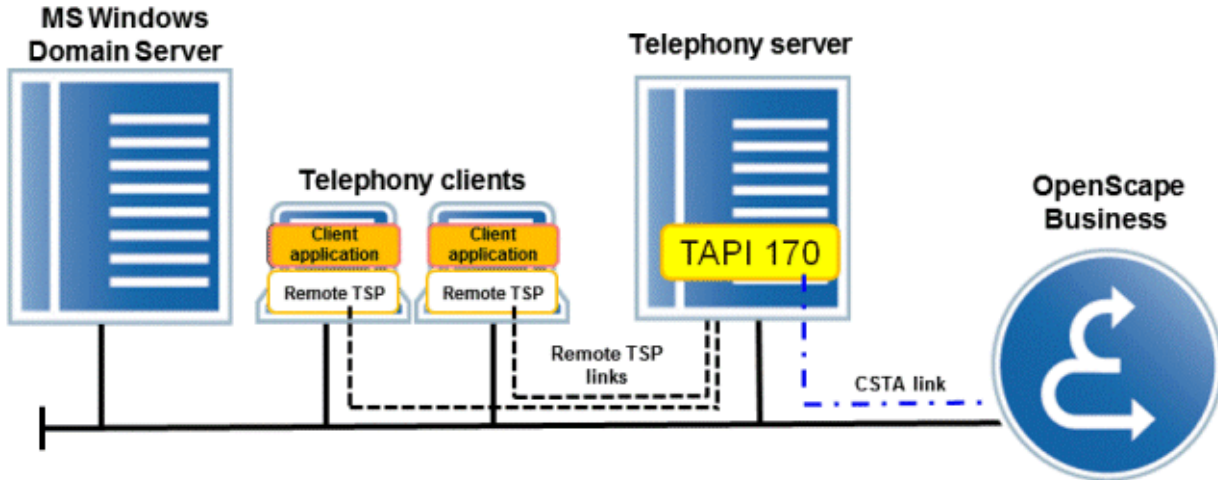 MS Windows
Domain Server
Telephony server
Telephony clients
OpenScape
Business
Client
application
Client
application
TAPI 170
Remote TSP
Remote TSP
Remote TSP
links
CSTA link